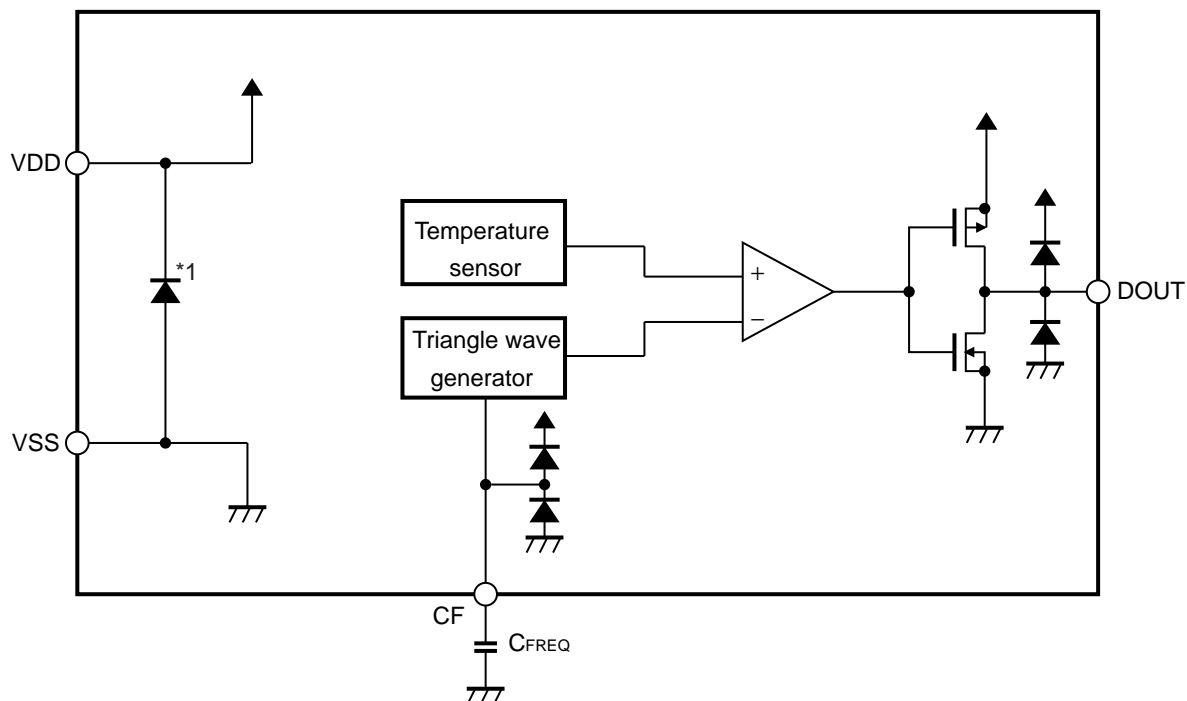 VDD
*1
Temperature
sensor
+
−
DOUT
Triangle wave
generator
VSS
CF
CFREQ